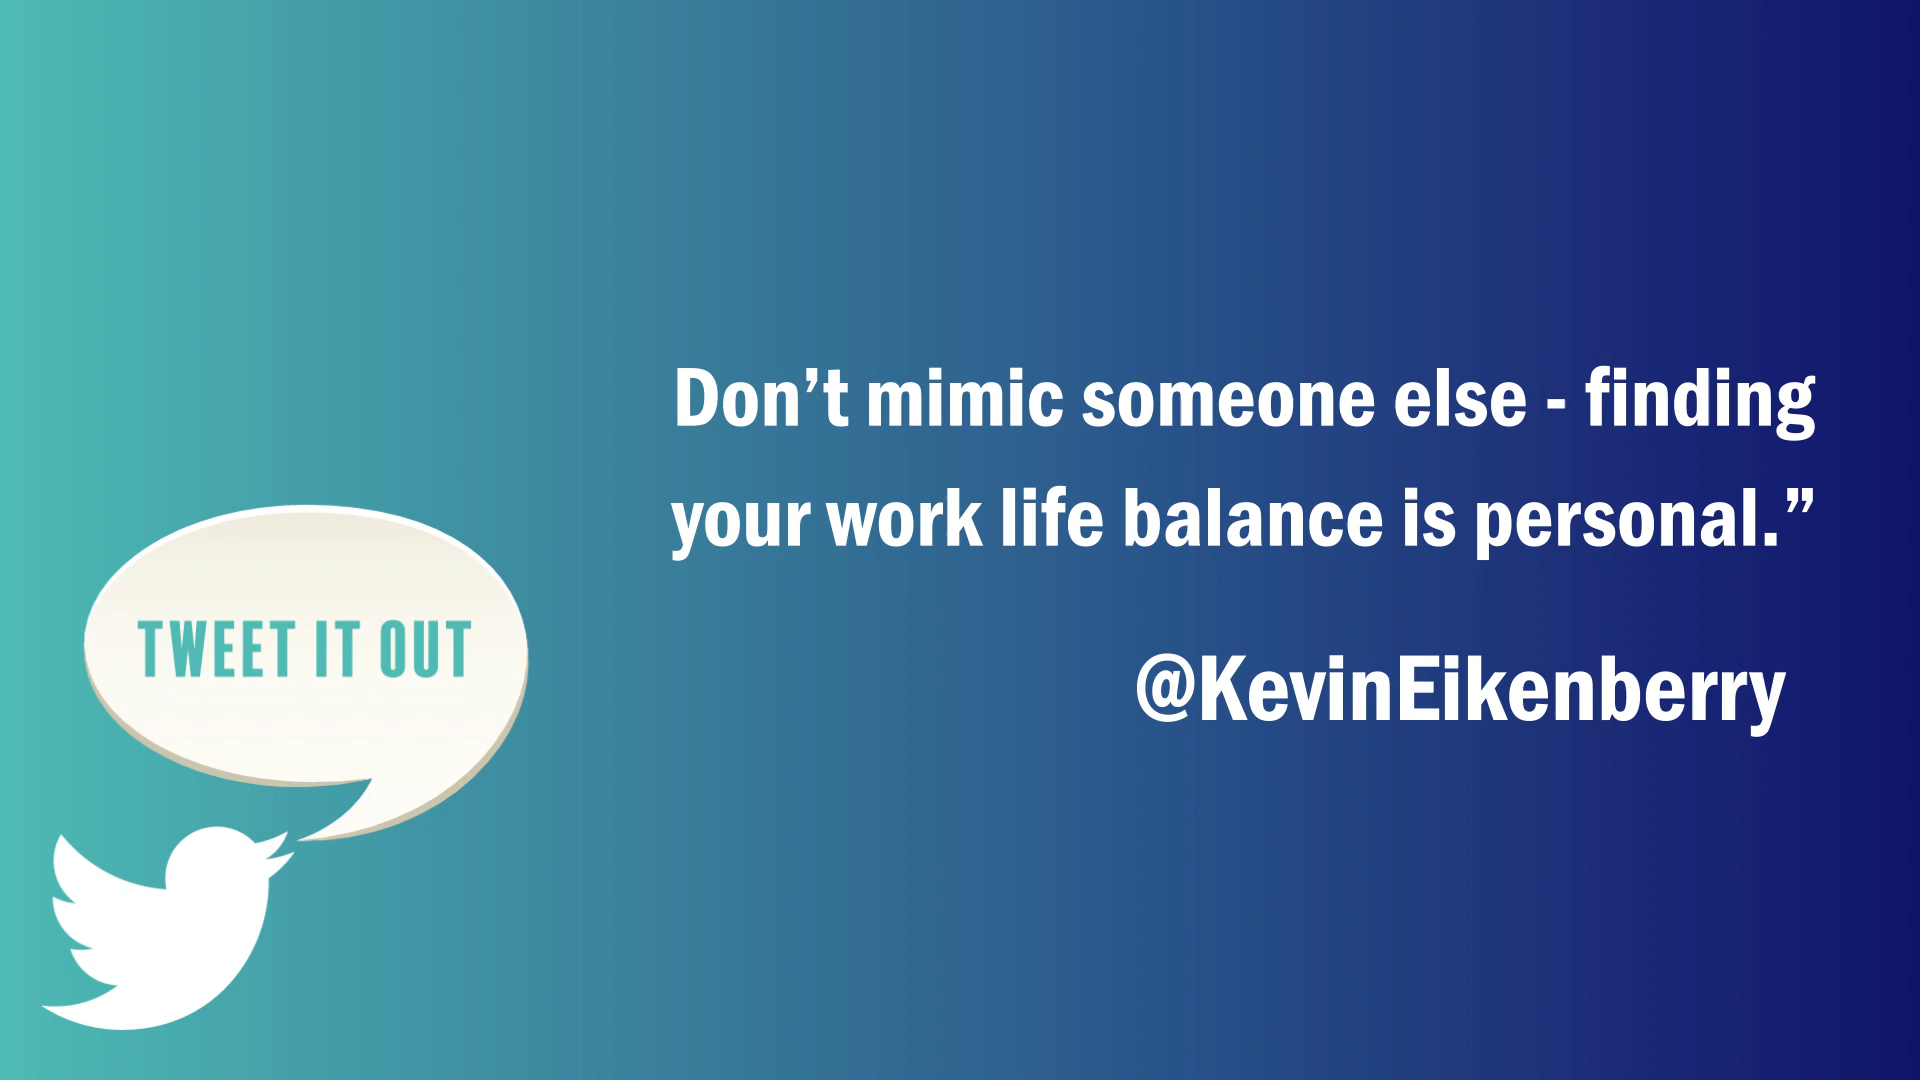 Don’t mimic someone else - finding
your work life balance is personal.”
@KevinEikenberry
TWEET IT OUT